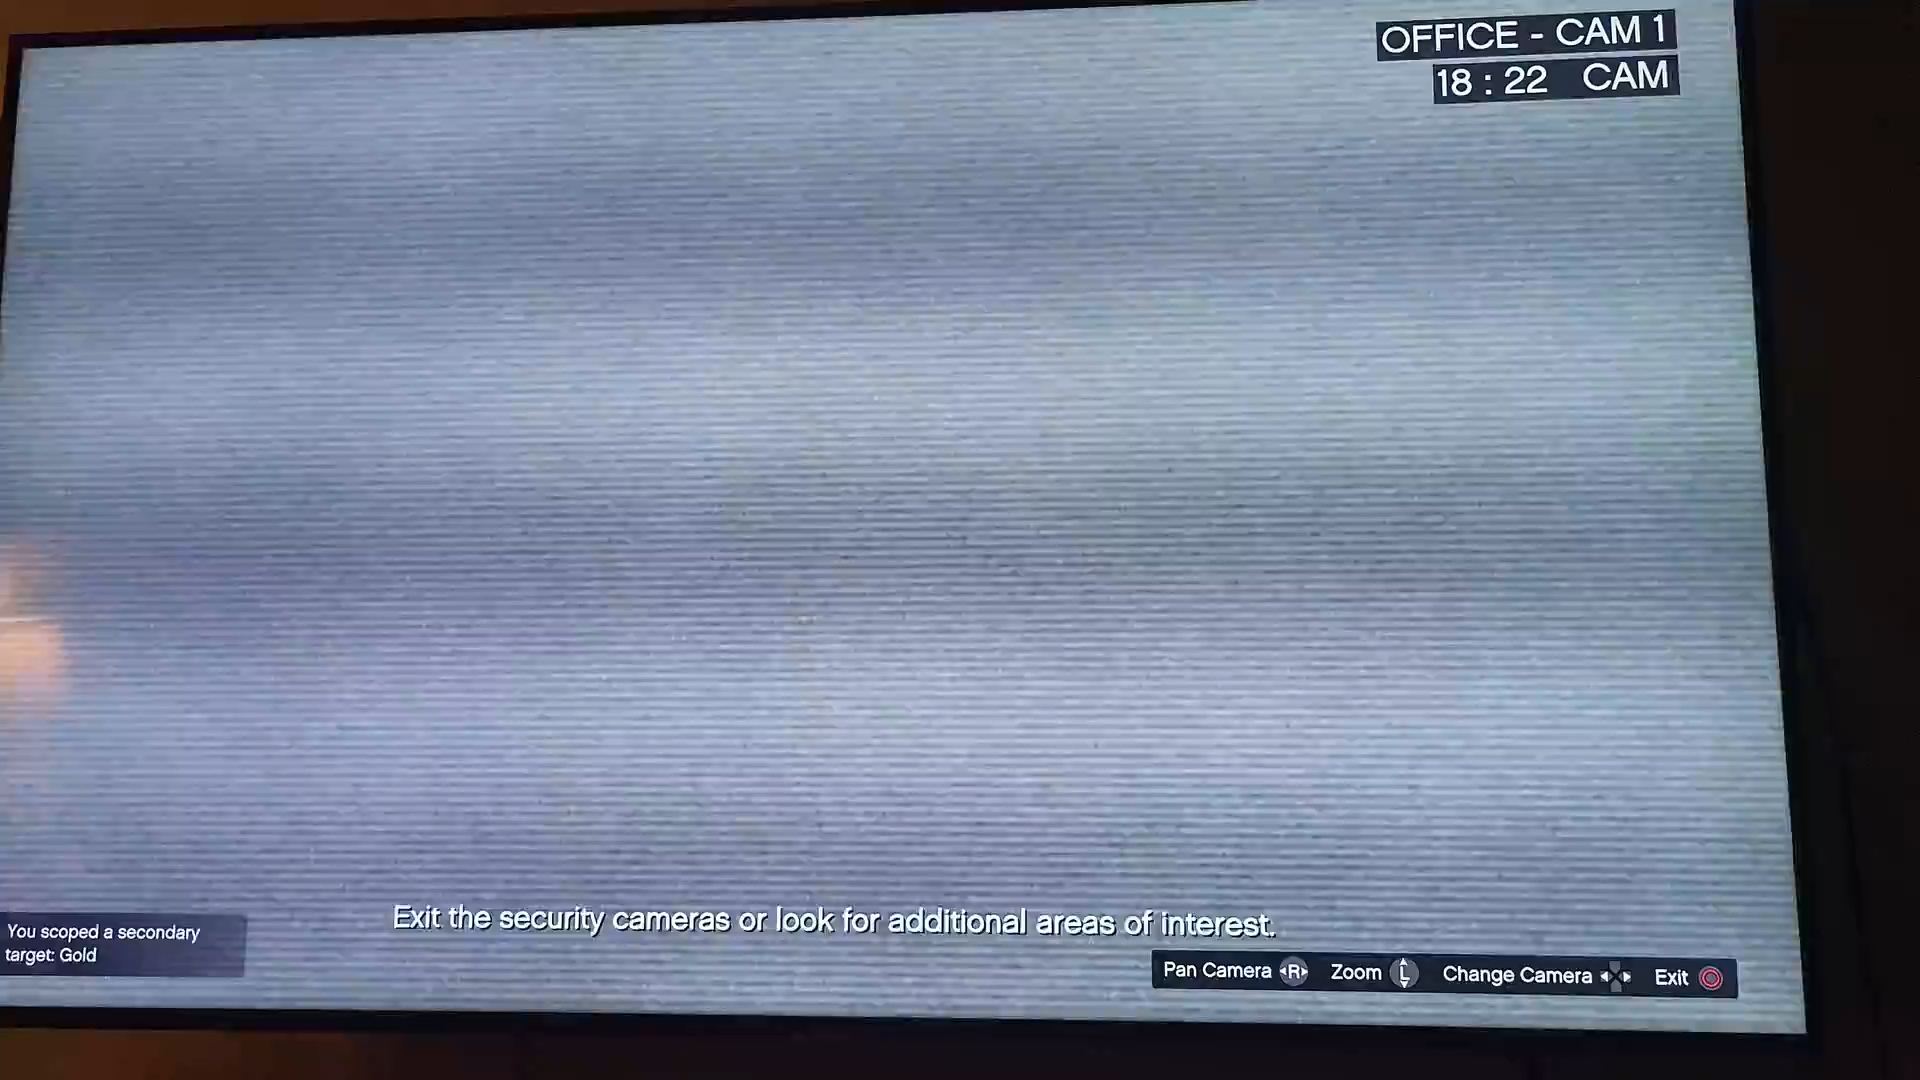 OFFICE - CAM 1
18 : 22 CAM
Exit the security cameras or look for additional areas of interest.
You scoped a secondary
target: Gold
Pan Camera R Zoom L Change Camera Exit